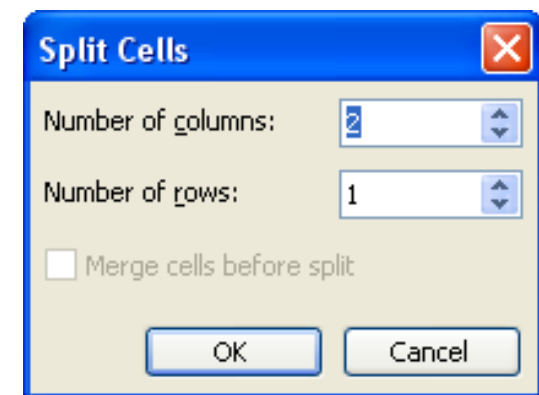 Split Cells
Number of columns: 2
Number of rows: 1
Merge cells before split
OK Cancel